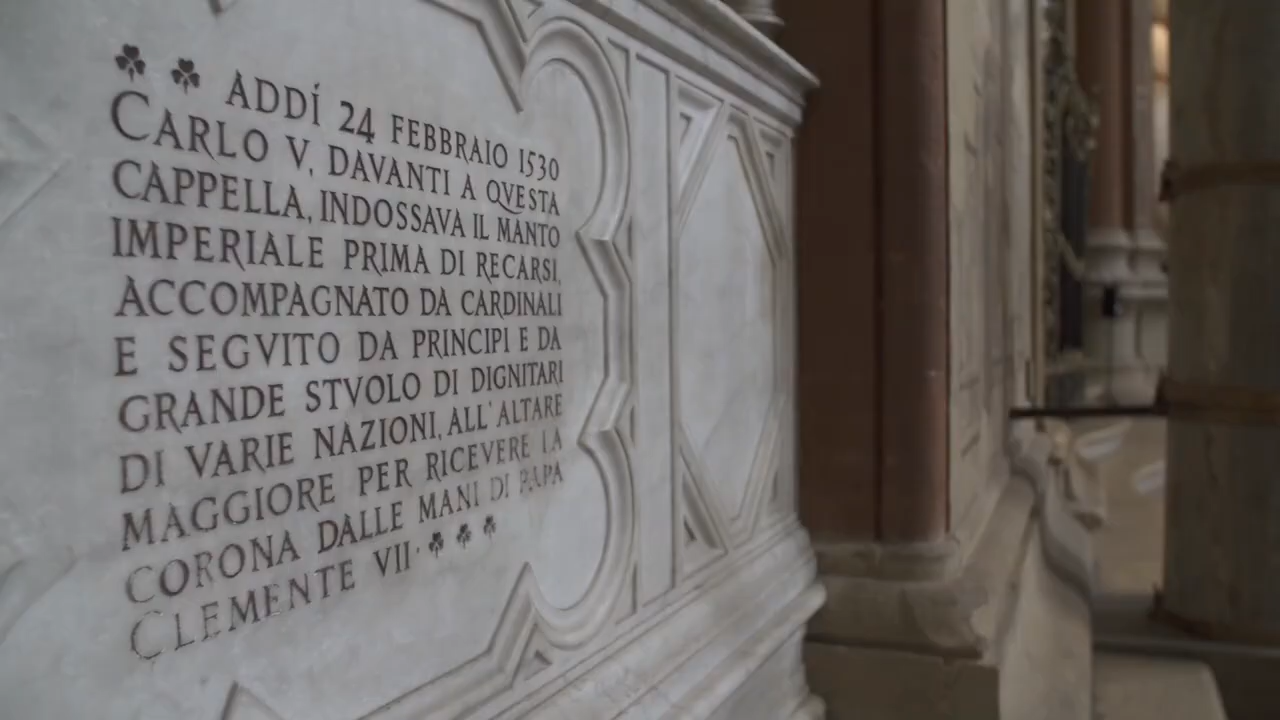 ADDÍ 24 FEBBRAIO 1530
CARLO V, DAVANTI A QVESTA
CAPPELLA, INDOSSAVA IL MANTO
IMPERIALE PRIMA DI RECARSI,
ACCOMPAGNATO DA CARDINALI
E SEGVITO DA PRINCIPI E DA
GRANDE STVOLO DI DIGNITARI
DI VARIE NAZIONI, ALL'ALTARE
MAGGIORE PER RICEVERE LA
CORONA DALLE MANI DI PAPA
CLEMENTE VII·